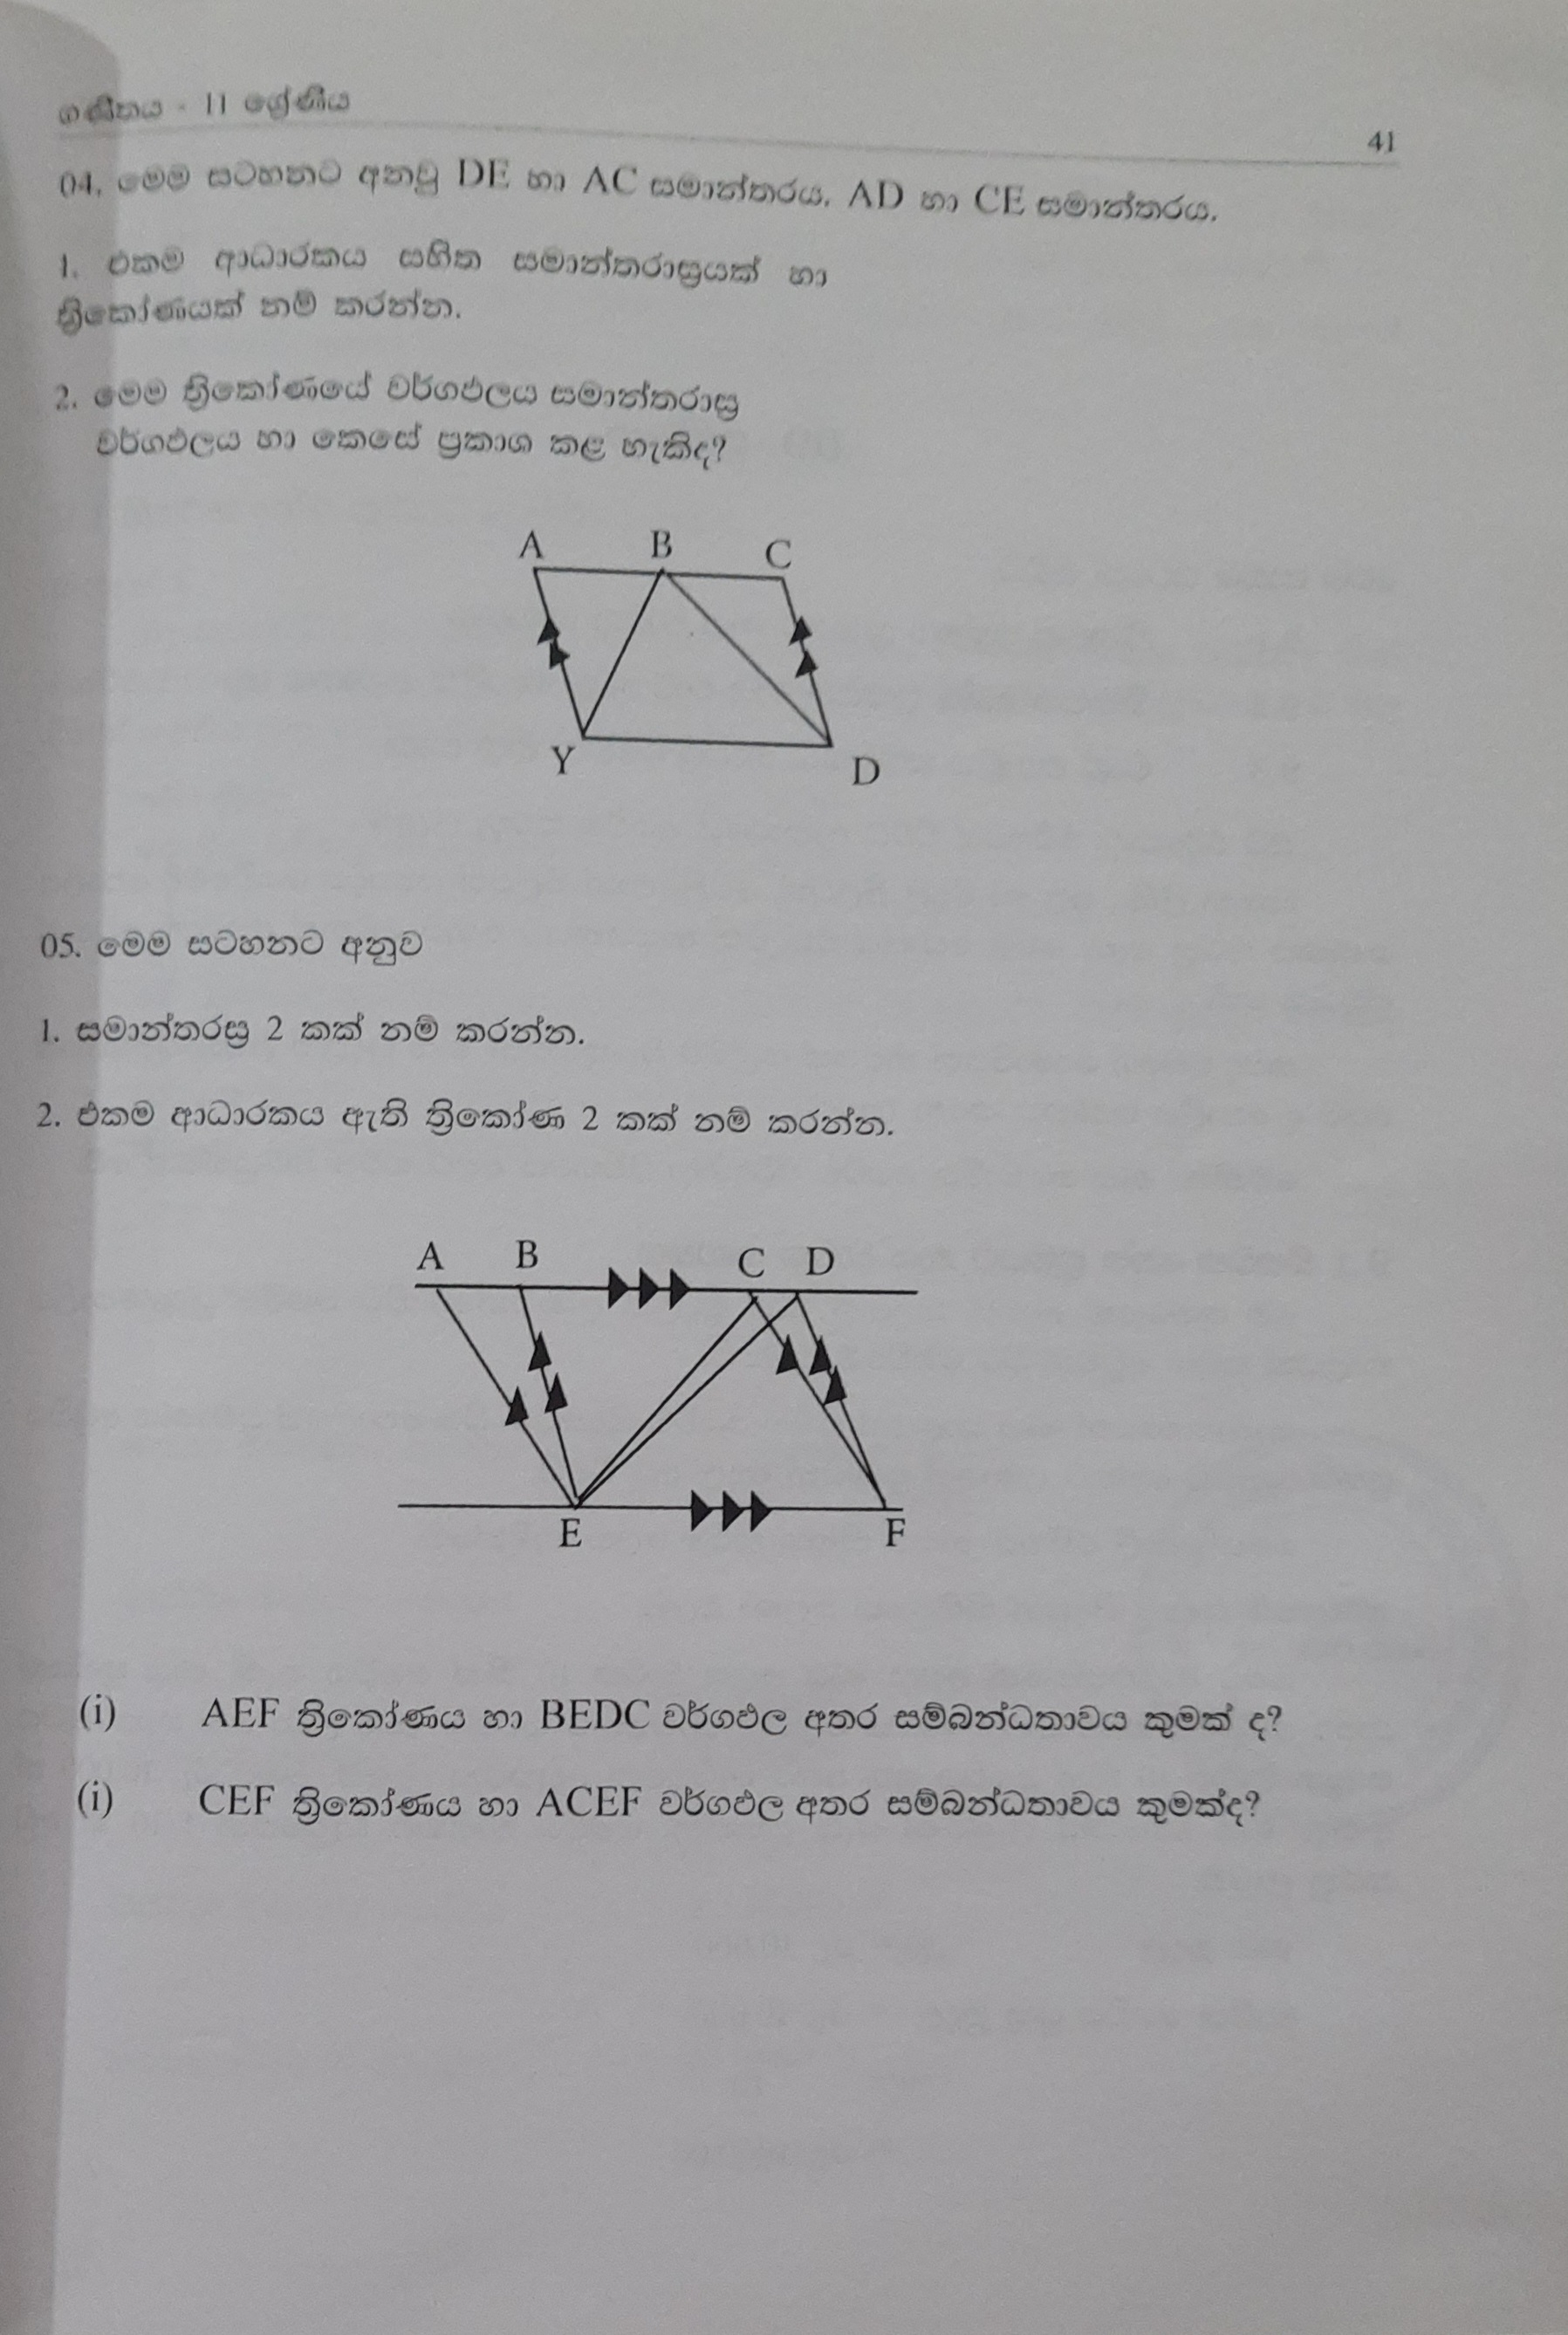 ගණිතය - 11 ශ්‍රේණිය
41
04. මෙම සටහනට අනවු DE හා AC සමාන්තරය. AD හා CE සමාන්තරය.
1. එකම ආධාරකය සහිත සමාන්තරාස්‍රයක් හා
ත්‍රිකෝණයක් නම් කරන්න.
2. මෙම ත්‍රිකෝණයේ වර්ගඵලය සමාන්තරාස්‍ර
වර්ගඵලය හා කෙසේ ප්‍රකාශ කළ හැකිද?
A B C
Y D
05. මෙම සටහනට අනුව
1. සමාන්තරස්‍ර 2 කක් නම් කරන්න.
2. එකම ආධාරකය ඇති ත්‍රිකෝණ 2 කක් නම් කරන්න.
A B C D
E F
(i) AEF ත්‍රිකෝණය හා BEDC වර්ගඵල අතර සම්බන්ධතාවය කුමක් ද?
(i) CEF ත්‍රිකෝණය හා ACEF වර්ගඵල අතර සම්බන්ධතාවය කුමක්ද?